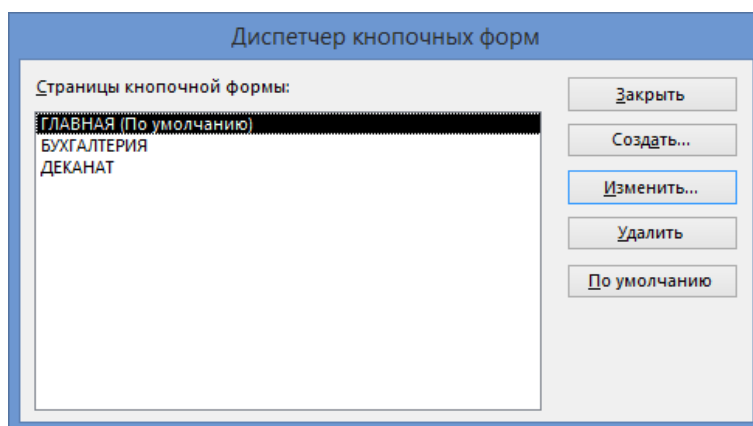 Диспетчер кнопочных форм
Страницы кнопочной формы:
ГЛАВНАЯ (По умолчанию)
БУХГАЛТЕРИЯ
ДЕКАНАТ
Закрыть
Создать...
Изменить...
Удалить
По умолчанию